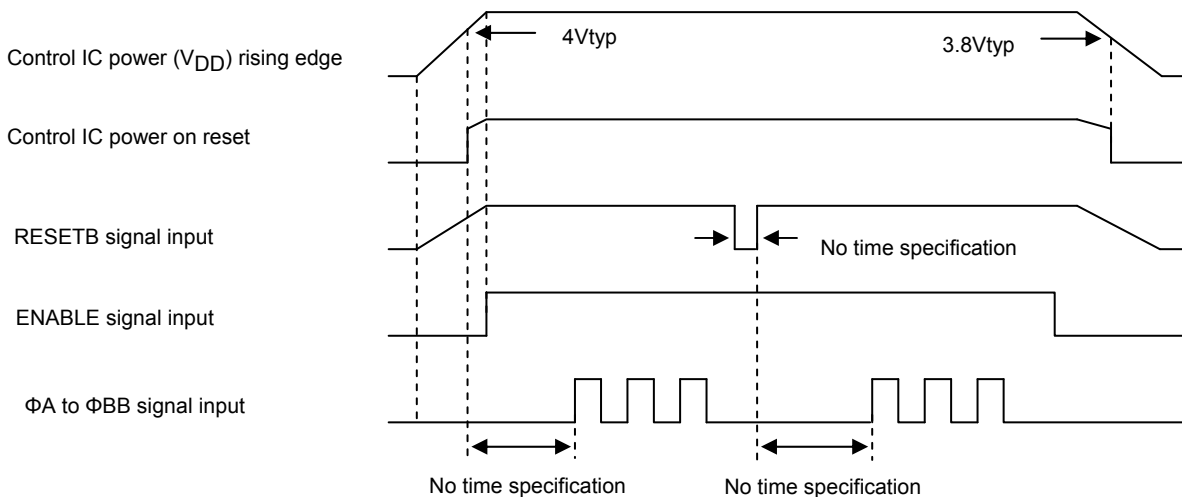 4Vtyp
3.8Vtyp
Control IC power (VDD) rising edge
Control IC power on reset
RESETB signal input
No time specification
ENABLE signal input
ΦA to ΦBB signal input
No time specification
No time specification